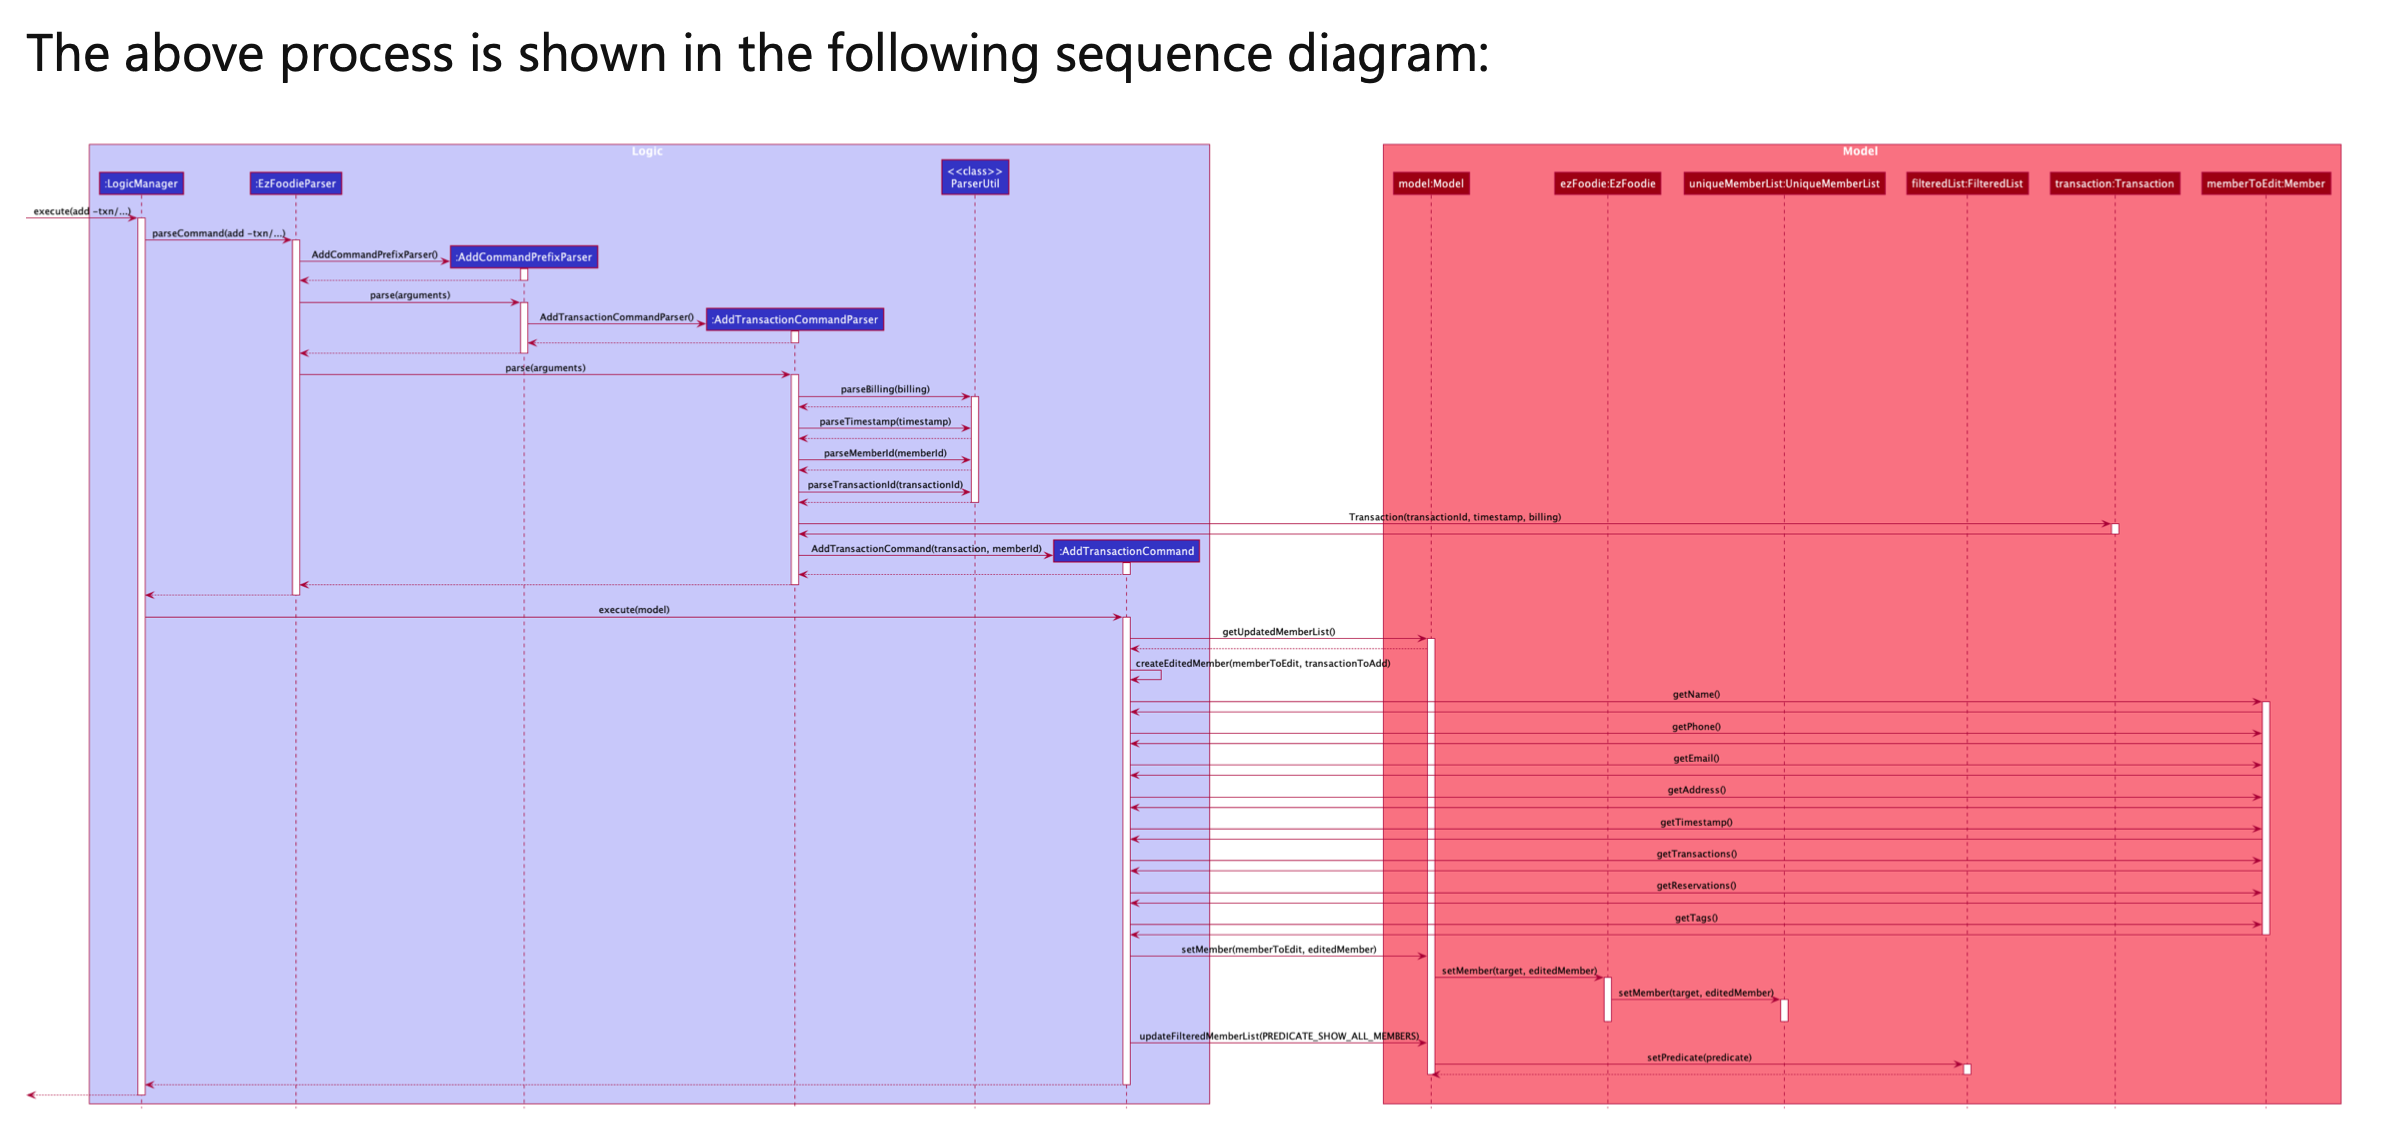 The above process is shown in the following sequence diagram:
Logic
Model
<<class>>
ParserUtil
:LogicManager
:EzFoodieParser
model:Model
ezFoodie:EzFoodie
uniqueMemberList:UniqueMemberList
filteredList:FilteredList
transaction:Transaction
memberToEdit:Member
execute(add -txn/...)
parseCommand(add -txn/...)
AddCommandPrefixParser()
:AddCommandPrefixParser
parse(arguments)
AddTransactionCommandParser()
:AddTransactionCommandParser
parse(arguments)
parseBilling(billing)
parseTimestamp(timestamp)
parseMemberId(memberId)
parseTransactionId(transactionId)
Transaction(transactionId, timestamp, billing)
AddTransactionCommand(transaction, memberId)
:AddTransactionCommand
execute(model)
getUpdatedMemberList()
createEditedMember(memberToEdit, transactionToAdd)
getName()
getPhone()
getEmail()
getAddress()
getTimestamp()
getTransactions()
getReservations()
getTags()
setMember(memberToEdit, editedMember)
setMember(target, editedMember)
setMember(target, editedMember)
updateFilteredMemberList(PREDICATE_SHOW_ALL_MEMBERS)
setPredicate(predicate)